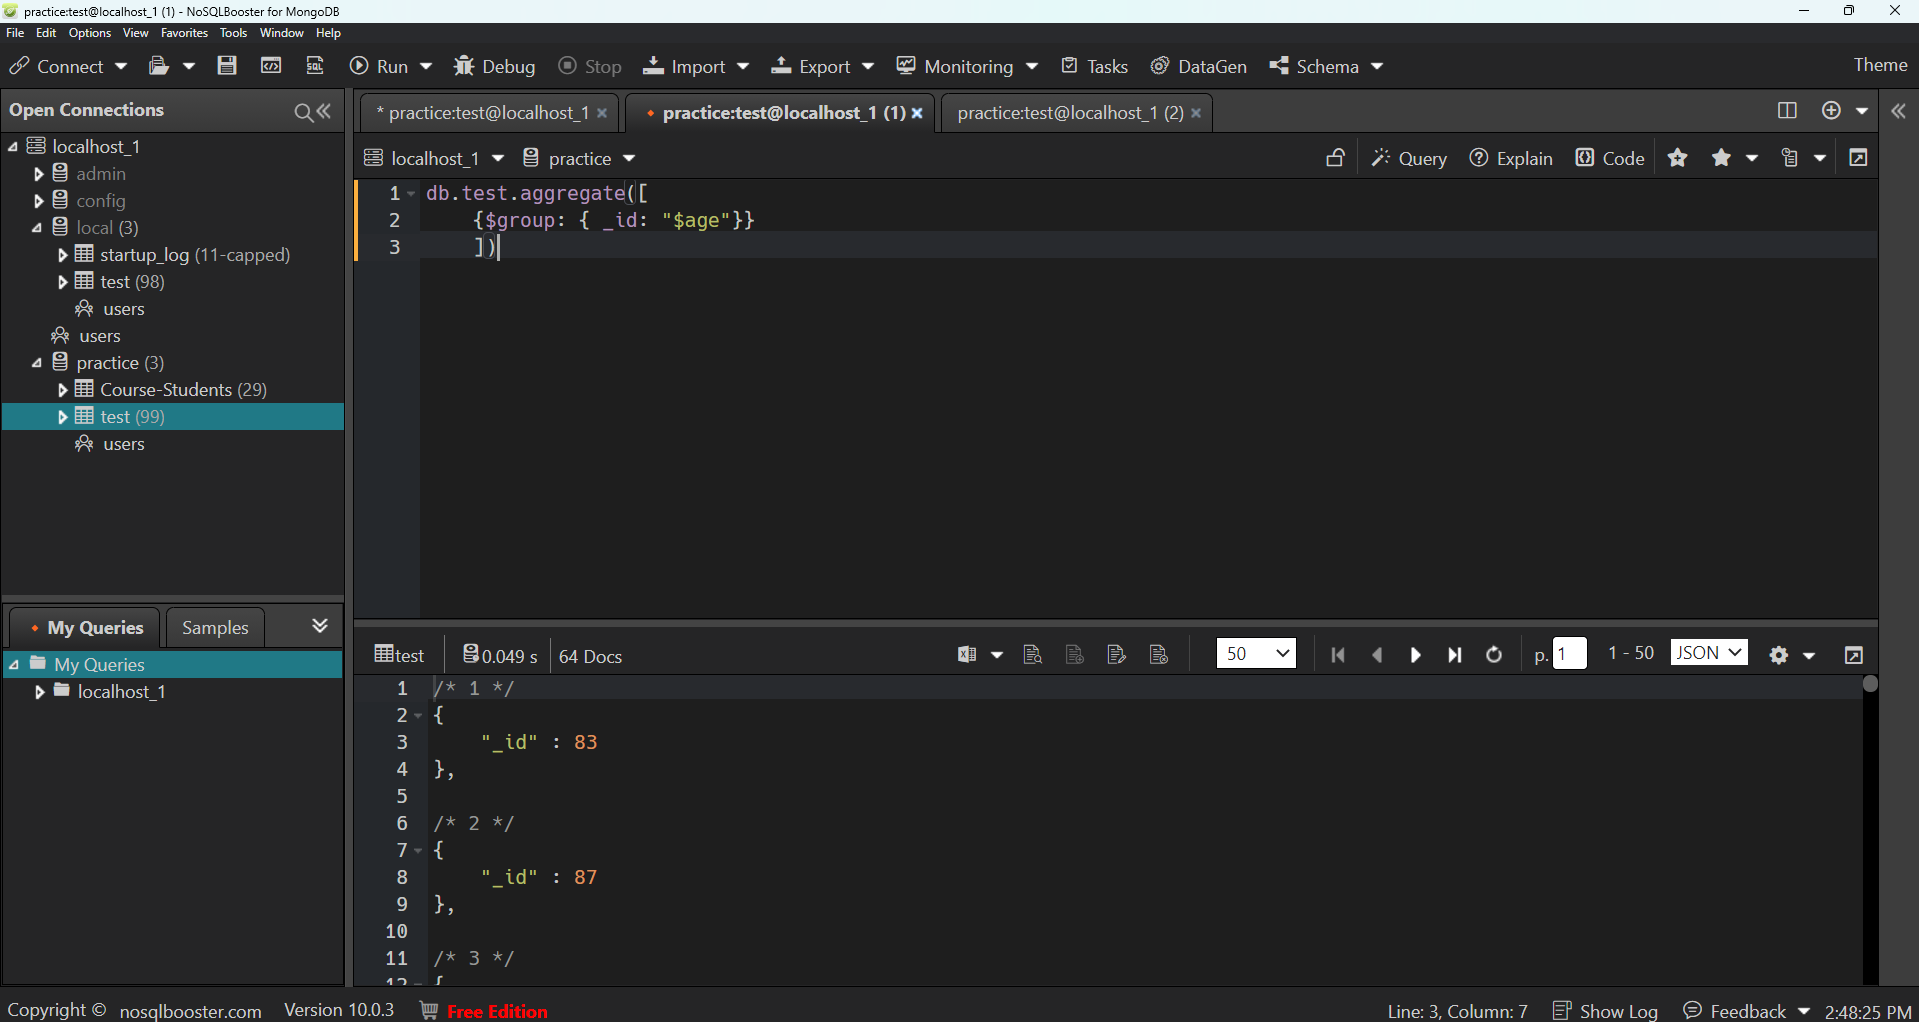 practice:test@localhost_1 (1) - NoSQLBooster for MongoDB
File Edit Options View Favorites Tools Window Help
Connect Run Debug Stop Import Export Monitoring Tasks DataGen Schema Theme
Open Connections
* practice:test@localhost_1
practice:test@localhost_1 (1)
practice:test@localhost_1 (2)
localhost_1
admin
config
local (3)
startup_log (11-capped)
test (98)
users
users
practice (3)
Course-Students (29)
test (99)
users
localhost_1 practice Query Explain Code
1 db.test.aggregate([
2 {$group: { _id: "$age"}}
3 ])
My Queries Samples
My Queries
localhost_1
test 0.049 s 64 Docs 50 p. 1 1 - 50 JSON
1 /* 1 */
2 {
3 "_id" : 83
4 },
5
6 /* 2 */
7 {
8 "_id" : 87
9 },
10
11 /* 3 */
12 {
Copyright © nosqlbooster.com Version 10.0.3 Free Edition Line: 3, Column: 7 Show Log Feedback 2:48:25 PM